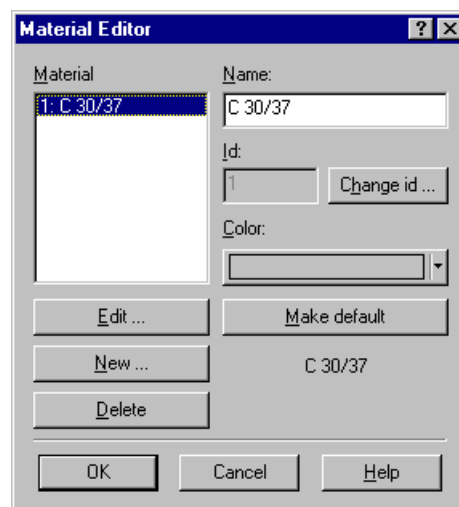 Material Editor
Material
Name:
1: C 30/37
C 30/37
Id:
1
Change id ...
Color:
Edit ...
Make default
New ...
C 30/37
Delete
OK
Cancel
Help